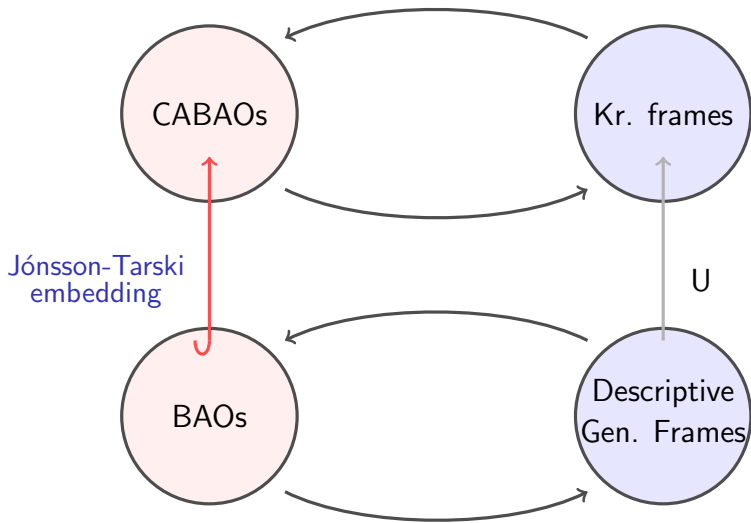 CABAOs
Kr. frames
Jónsson-Tarski
embedding
U
BAOs
Descriptive
Gen. Frames